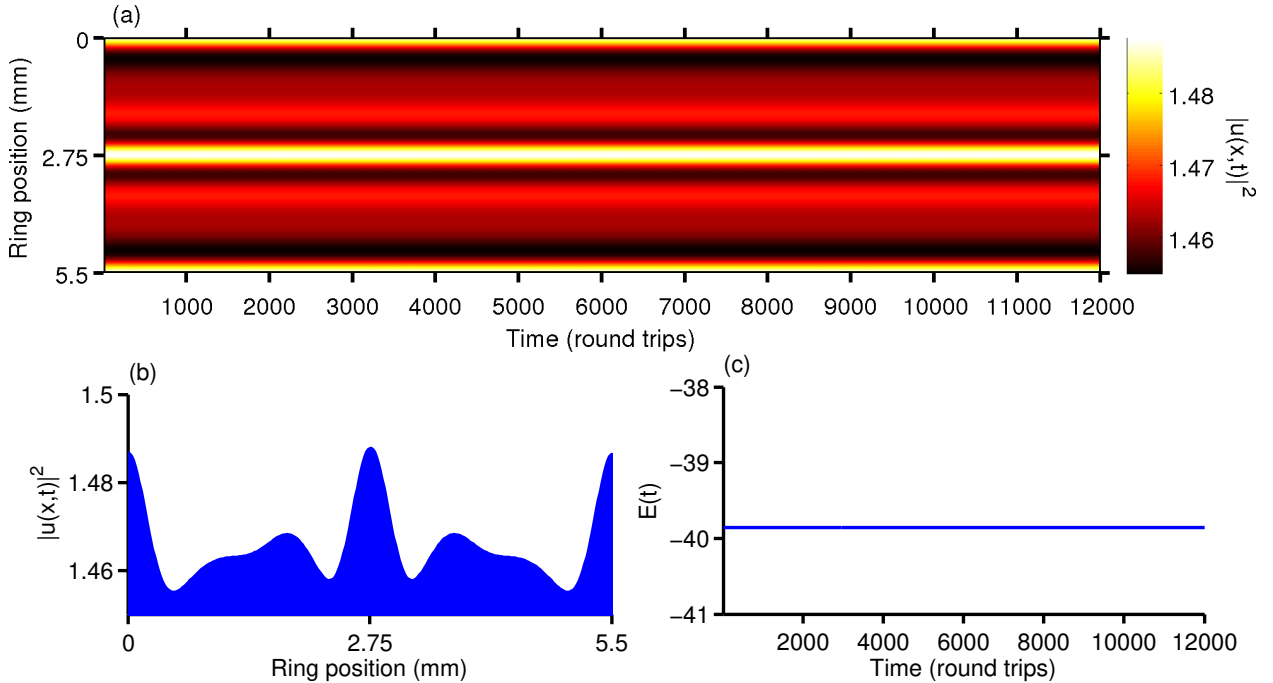 (a)
Ring position (mm)
0
2.75
5.5
1000 2000 3000 4000 5000 6000 7000 8000 9000 10000 11000 12000
Time (round trips)
1.48
1.47
1.46
|u(x,t)|²
(b)
|u(x,t)|²
1.5
1.48
1.46
0 2.75 5.5
Ring position (mm)
(c)
E(t)
−38
−39
−40
−41
2000 4000 6000 8000 10000 12000
Time (round trips)